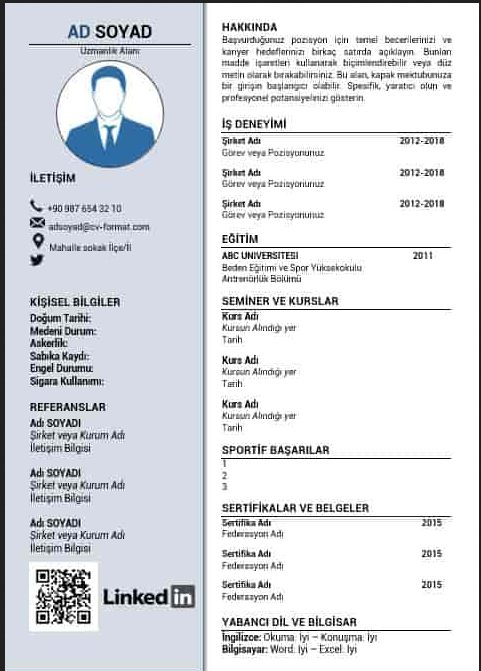 AD SOYAD
Uzmanlık Alanı
İLETİŞİM
+90 987 654 32 10
adsoyad@cv-format.com
Mahalle sokak İlçe/İl
KİŞİSEL BİLGİLER
Doğum Tarihi:
Medeni Durum:
Askerlik:
Sabıka Kaydı:
Engel Durumu:
Sigara Kullanımı:
REFERANSLAR
Adı SOYADI
Şirket veya Kurum Adı
İletişim Bilgisi
Adı SOYADI
Şirket veya Kurum Adı
İletişim Bilgisi
Adı SOYADI
Şirket veya Kurum Adı
İletişim Bilgisi
Linked in
HAKKINDA
Başvurduğunuz pozisyon için temel becerilerinizi ve
kariyer hedeflerinizi birkaç satırda açıklayın. Bunları
madde işaretleri kullanarak biçimlendirebilir veya düz
metin olarak bırakabilirsiniz. Bu alan, kapak mektubunuza
bir girişin başlangıcı olabilir. Spesifik, yaratıcı olun ve
profesyonel potansiyelinizi gösterin.
İŞ DENEYİMİ
Şirket Adı 2012-2018
Görev veya Pozisyonunuz
Şirket Adı 2012-2018
Görev veya Pozisyonunuz
Şirket Adı 2012-2018
Görev veya Pozisyonunuz
EĞİTİM
ABC UNIVERSITESI 2011
Beden Eğitimi ve Spor Yüksekokulu
Antrenörlük Bölümü
SEMİNER VE KURSLAR
Kurs Adı
Kursun Alındığı yer
Tarih
Kurs Adı
Kursun Alındığı yer
Tarih
Kurs Adı
Kursun Alındığı yer
Tarih
SPORTİF BAŞARILAR
1
2
3
SERTİFİKALAR VE BELGELER
Sertifika Adı 2015
Federasyon Adı
Sertifika Adı 2015
Federasyon Adı
Sertifika Adı 2015
Federasyon Adı
YABANCI DİL VE BİLGİSAR
İngilizce: Okuma: İyi – Konuşma: İyi
Bilgisayar: Word: İyi – Excel: İyi